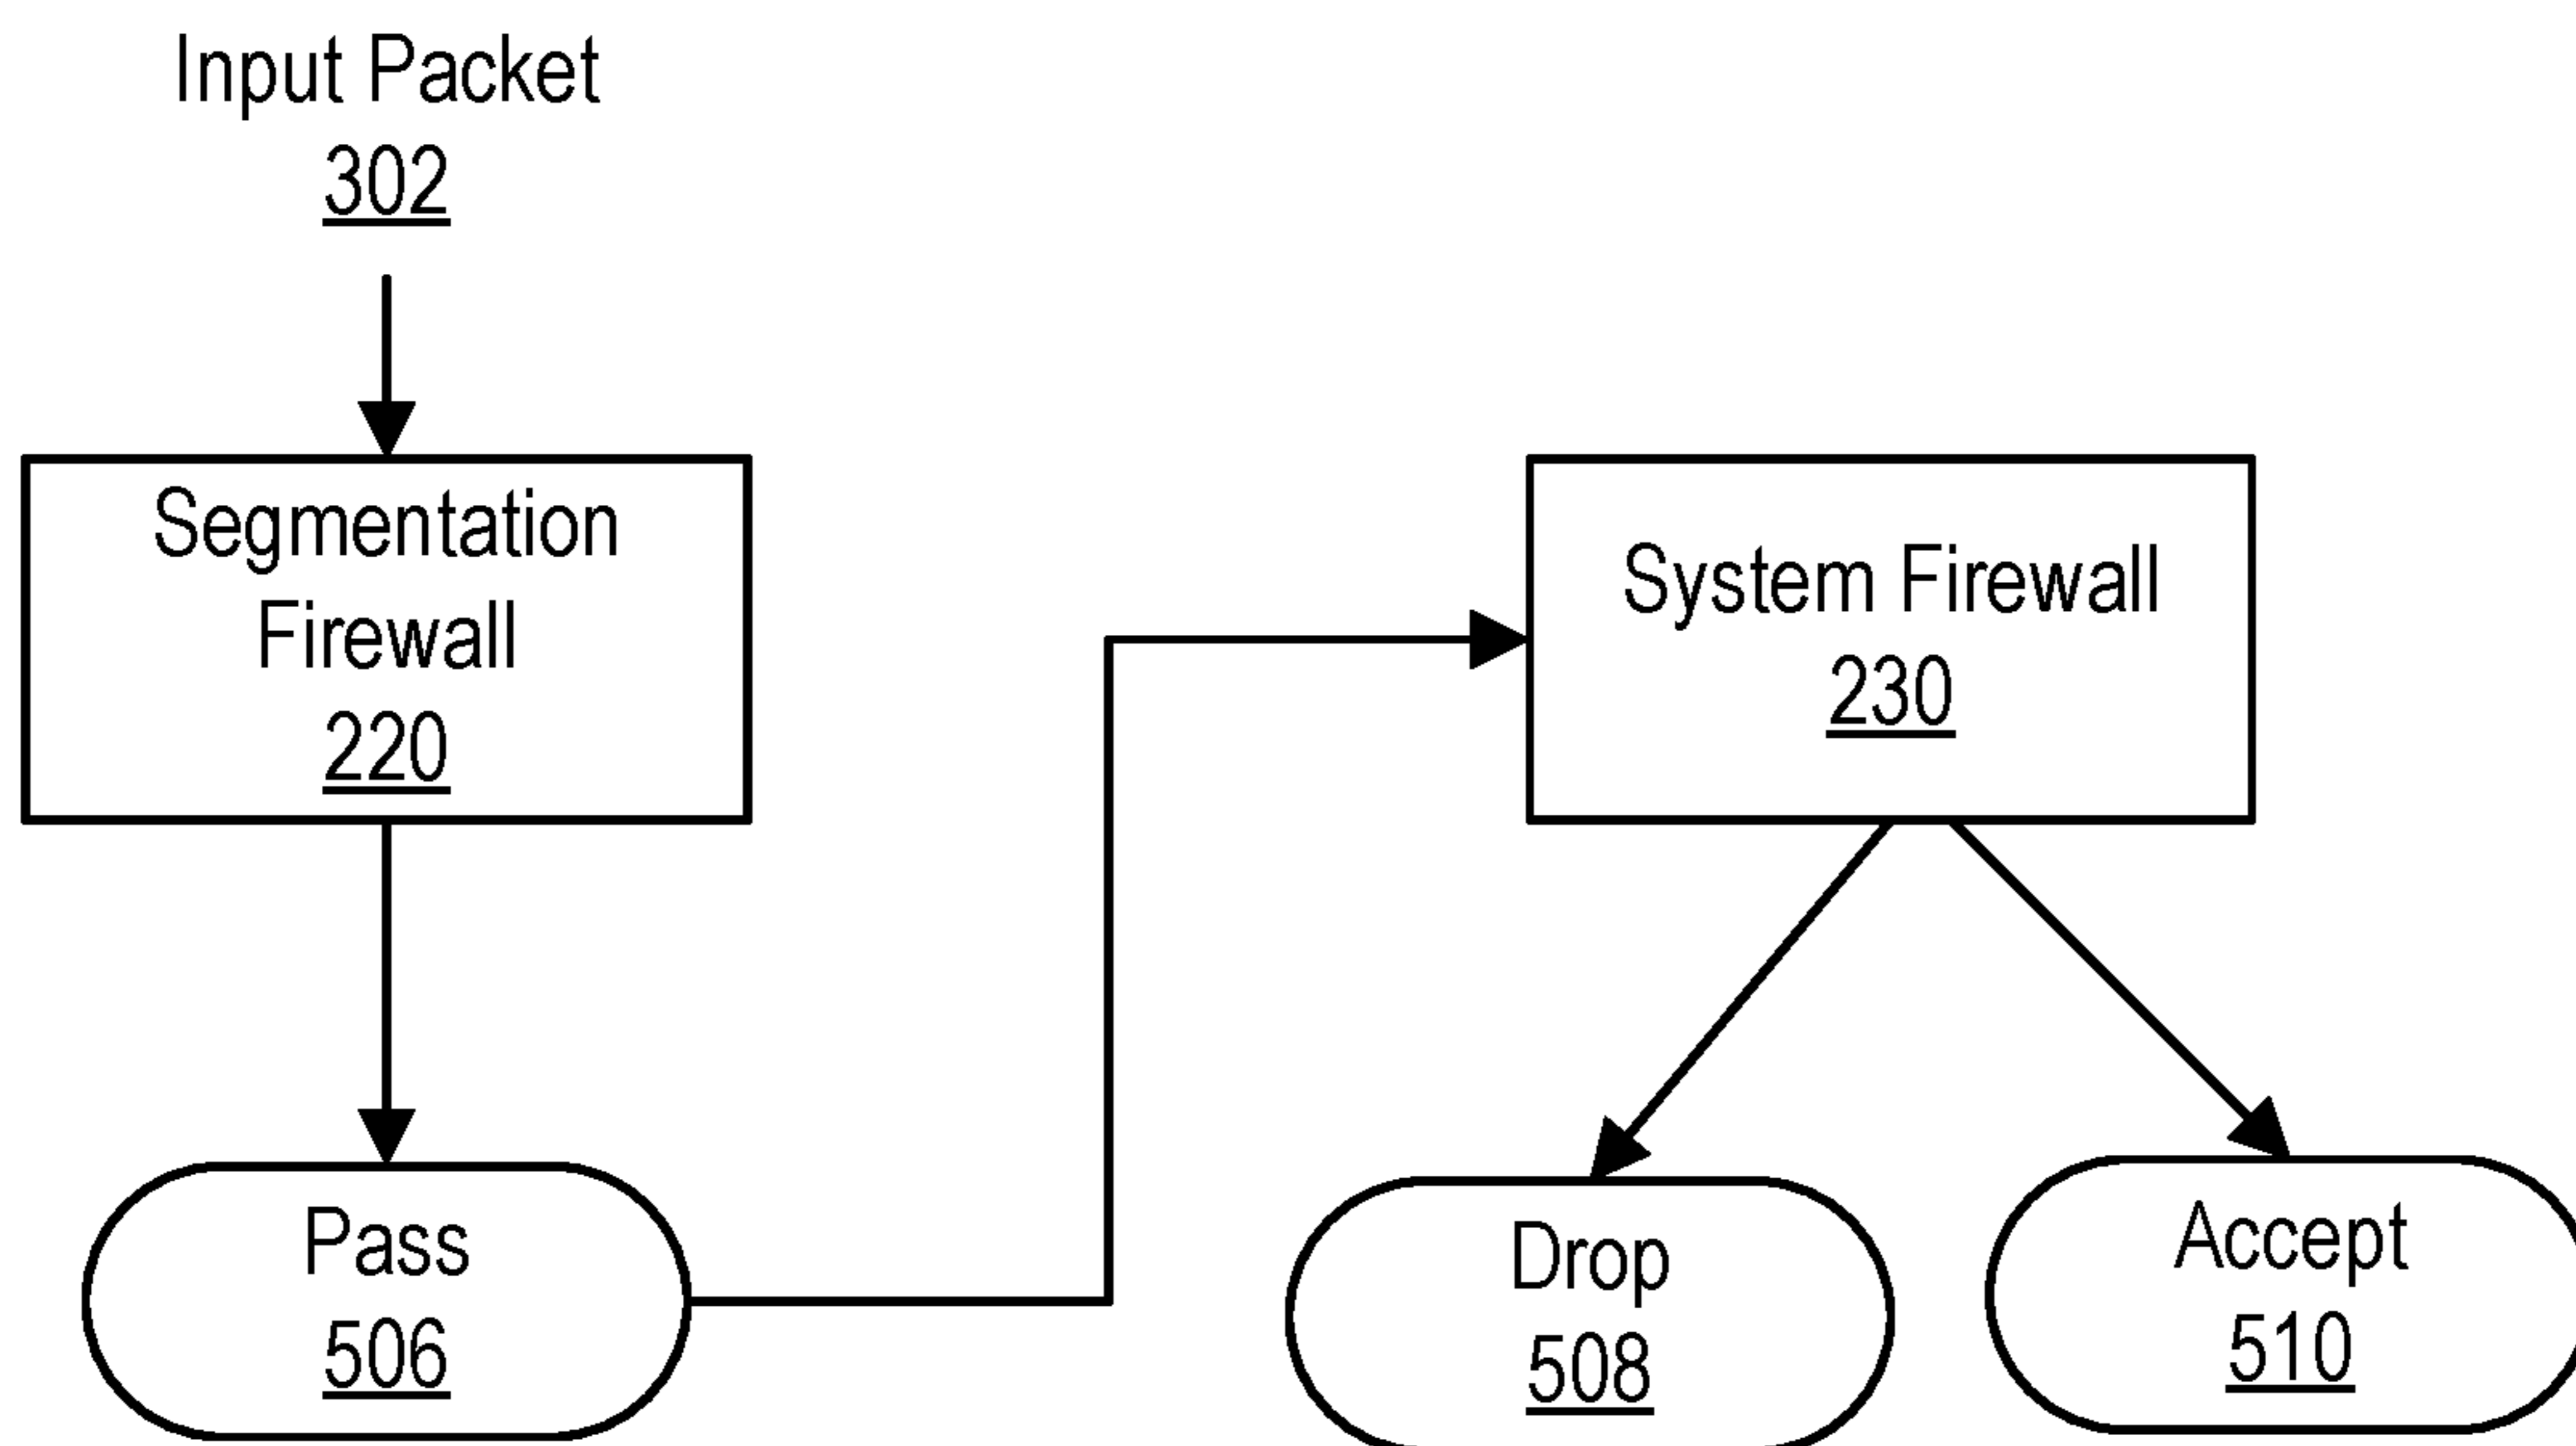 Input Packet
302
Segmentation
Firewall
220
System Firewall
230
Pass
506
Drop
508
Accept
510